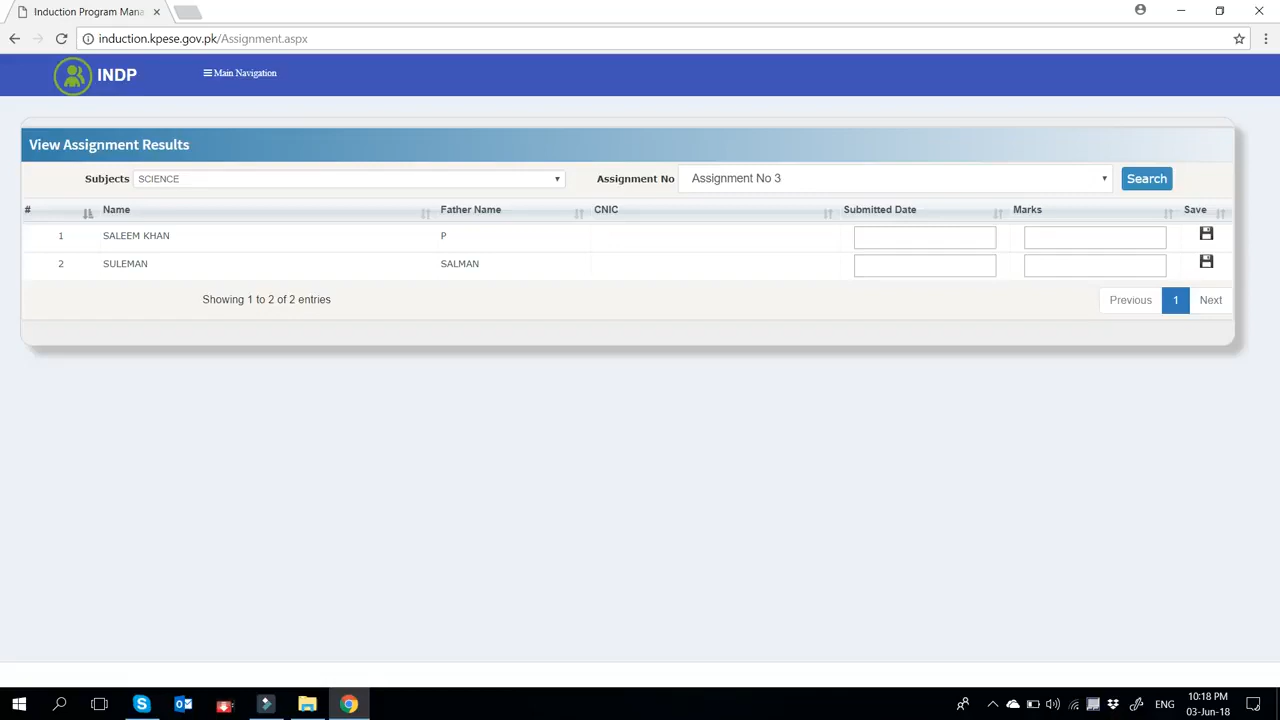 Induction Program Mana
induction.kpese.gov.pk/Assignment.aspx
INDP
Main Navigation
View Assignment Results
Subjects SCIENCE Assignment No Assignment No 3 Search
# Name Father Name CNIC Submitted Date Marks Save
1 SALEEM KHAN P
2 SULEMAN SALMAN
Showing 1 to 2 of 2 entries Previous 1 Next
ENG
10:18 PM
03-Jun-18